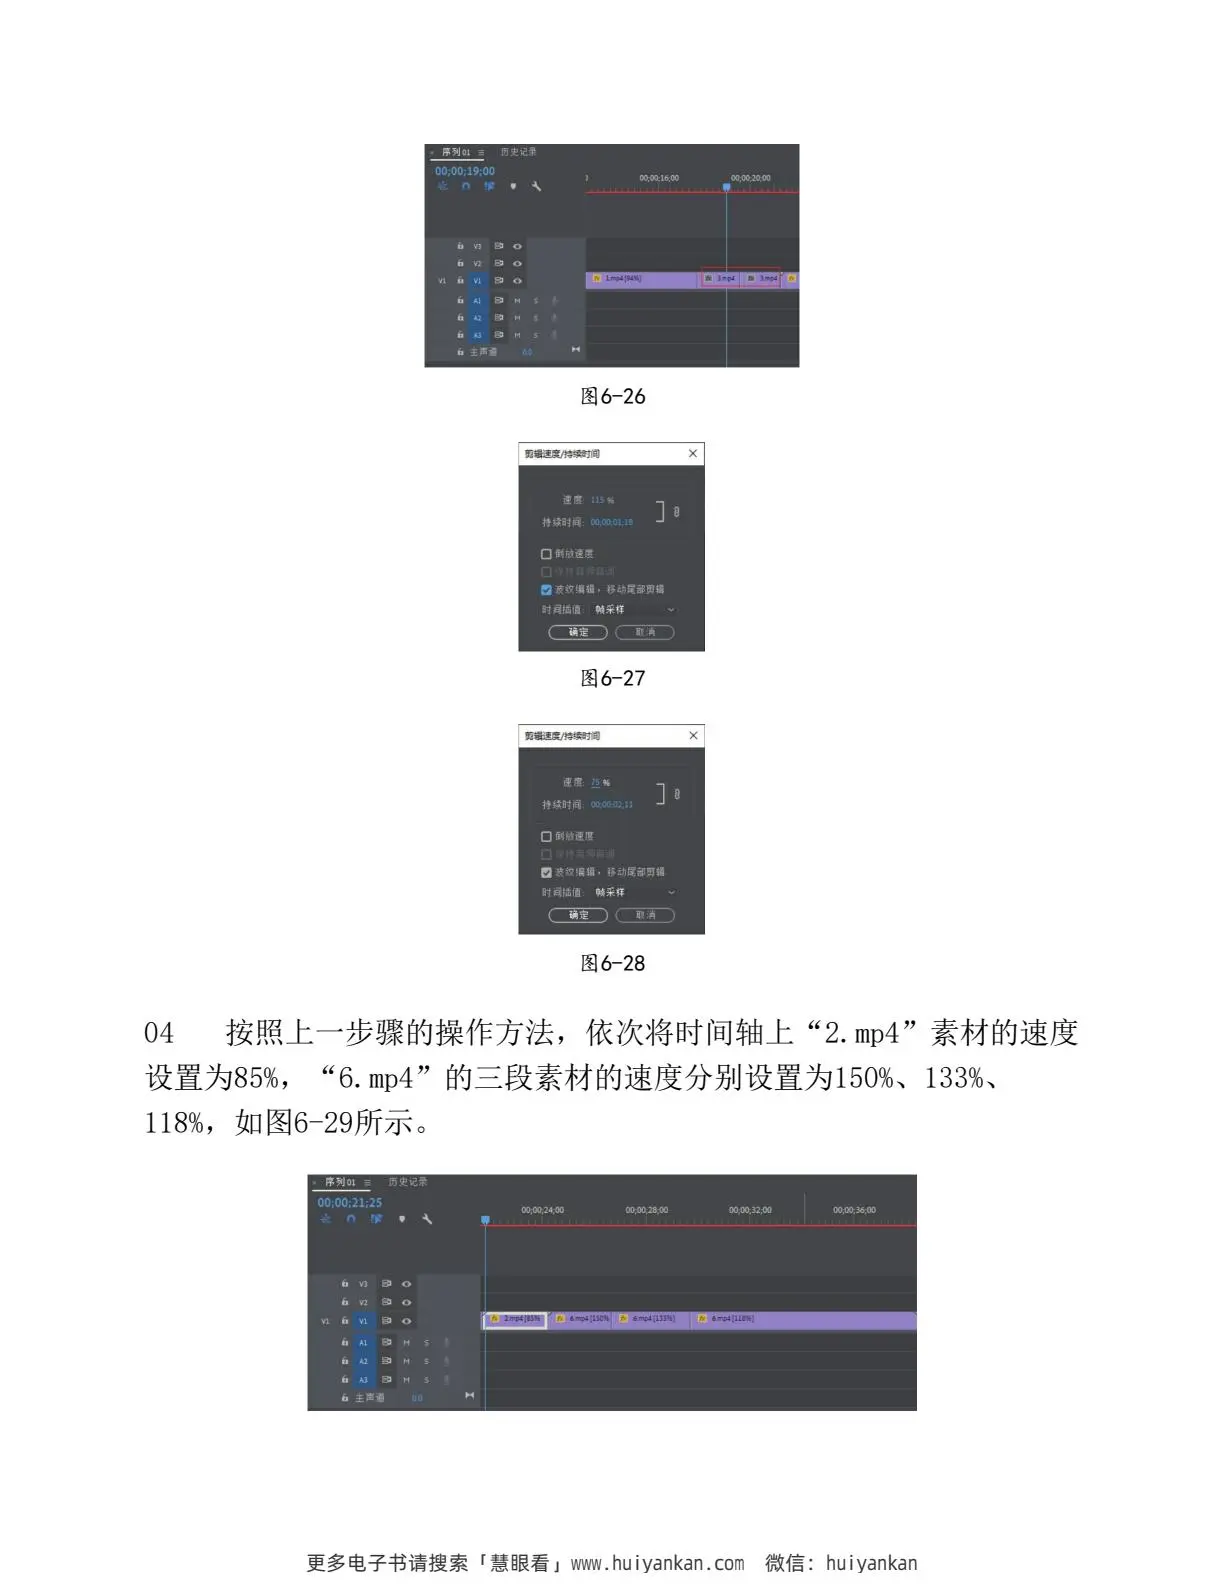 序列 01 ≡ 历史记录
00;00;19;00
00;00;16;00 00;00;20;00
V3
V2
V1 V1 1.mp4 [94%] 3.mp4 3.mp4
A1 M S
A2 M S
A3 M S
主声道 0.0
图6-26
剪辑速度/持续时间
速度: 115 %
持续时间: 00;00;01;18
倒放速度
保持音频音调
波纹编辑，移动尾部剪辑
时间插值: 帧采样
确定 取消
图6-27
剪辑速度/持续时间
速度: 75 %
持续时间: 00;00;02;11
倒放速度
保持音频音调
波纹编辑，移动尾部剪辑
时间插值: 帧采样
确定 取消
图6-28
04 按照上一步骤的操作方法，依次将时间轴上“2.mp4”素材的速度
设置为85%，“6.mp4”的三段素材的速度分别设置为150%、133%、
118%，如图6-29所示。
序列 01 ≡ 历史记录
00;00;21;25
00;00;24;00 00;00;28;00 00;00;32;00 00;00;36;00
V3
V2
V1 V1 fx 2.mp4 [85% fx 6.mp4 [150% fx 6.mp4 [133%] fx 6.mp4 [118%]
A1 M S
A2 M S
A3 M S
主声道 0.0
更多电子书请搜索「慧眼看」www.huiyankan.com 微信: huiyankan